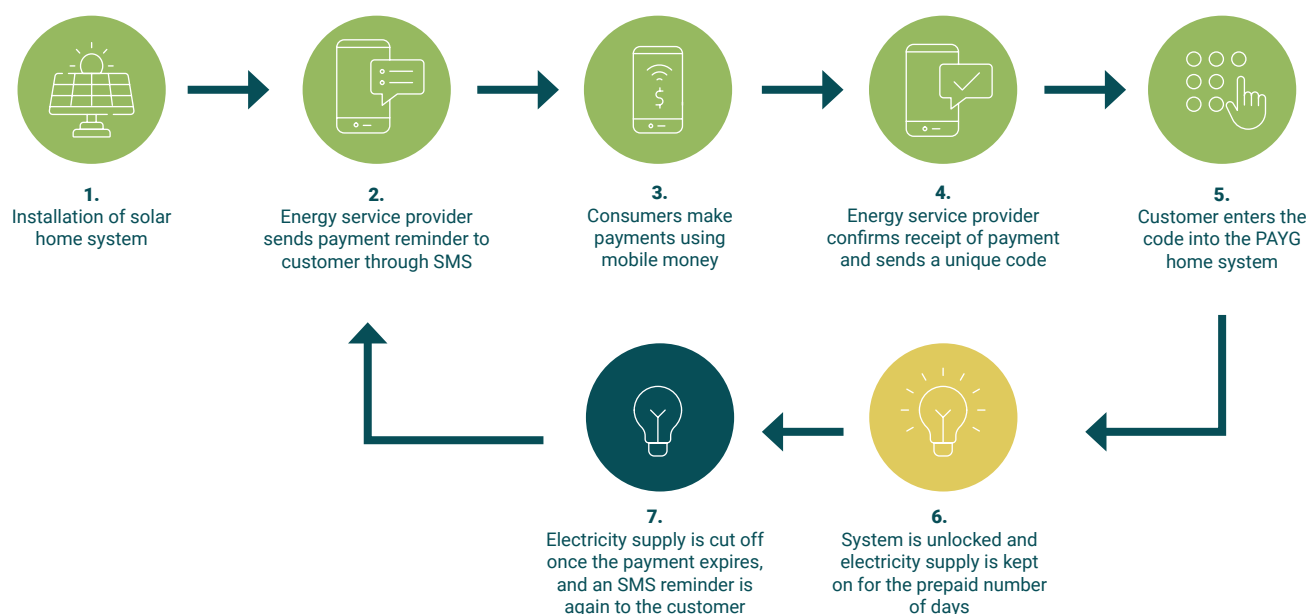 1.
Installation of solar
home system
2.
Energy service provider
sends payment reminder to
customer through SMS
3.
Consumers make
payments using
mobile money
$
4.
Energy service provider
confirms receipt of payment
and sends a unique code
5.
Customer enters the
code into the PAYG
home system
6.
System is unlocked and
electricity supply is kept
on for the prepaid number
of days
7.
Electricity supply is cut off
once the payment expires,
and an SMS reminder is
again to the customer